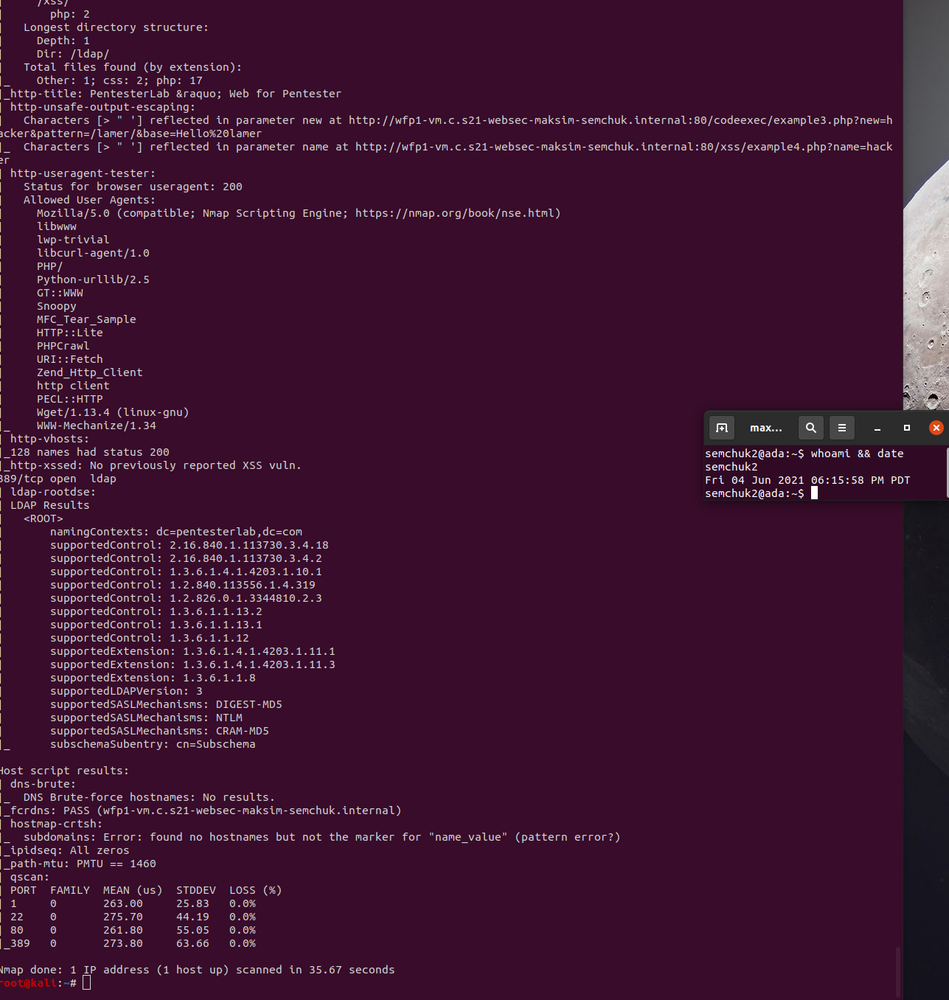 |     /xss/
|       php: 2
|   Longest directory structure:
|     Depth: 1
|     Dir: /ldap/
|   Total files found (by extension):
|_    Other: 1; css: 2; php: 17
|_http-title: PentesterLab &raquo; Web for Pentester
| http-unsafe-output-escaping:
|   Characters [> " '] reflected in parameter new at http://wfp1-vm.c.s21-websec-maksim-semchuk.internal:80/codeexec/example3.php?new=h
acker&pattern=/lamer/&base=Hello%20lamer
|_  Characters [> " '] reflected in parameter name at http://wfp1-vm.c.s21-websec-maksim-semchuk.internal:80/xss/example4.php?name=hack
er
| http-useragent-tester:
|   Status for browser useragent: 200
|   Allowed User Agents:
|     Mozilla/5.0 (compatible; Nmap Scripting Engine; https://nmap.org/book/nse.html)
|     libwww
|     lwp-trivial
|     libcurl-agent/1.0
|     PHP/
|     Python-urllib/2.5
|     GT::WWW
|     Snoopy
|     MFC_Tear_Sample
|     HTTP::Lite
|     PHPCrawl
|     URI::Fetch
|     Zend_Http_Client
|     http client
|     PECL::HTTP
|     Wget/1.13.4 (linux-gnu)
|_    WWW-Mechanize/1.34
| http-vhosts:
|_128 names had status 200
|_http-xssed: No previously reported XSS vuln.
389/tcp open  ldap
| ldap-rootdse:
| LDAP Results
|   <ROOT>
|       namingContexts: dc=pentesterlab,dc=com
|       supportedControl: 2.16.840.1.113730.3.4.18
|       supportedControl: 2.16.840.1.113730.3.4.2
|       supportedControl: 1.3.6.1.4.1.4203.1.10.1
|       supportedControl: 1.2.840.113556.1.4.319
|       supportedControl: 1.2.826.0.1.3344810.2.3
|       supportedControl: 1.3.6.1.1.13.2
|       supportedControl: 1.3.6.1.1.13.1
|       supportedControl: 1.3.6.1.1.12
|       supportedExtension: 1.3.6.1.4.1.4203.1.11.1
|       supportedExtension: 1.3.6.1.4.1.4203.1.11.3
|       supportedExtension: 1.3.6.1.1.8
|       supportedLDAPVersion: 3
|       supportedSASLMechanisms: DIGEST-MD5
|       supportedSASLMechanisms: NTLM
|       supportedSASLMechanisms: CRAM-MD5
|_      subschemaSubentry: cn=Subschema
Host script results:
| dns-brute:
|_  DNS Brute-force hostnames: No results.
|_fcrdns: PASS (wfp1-vm.c.s21-websec-maksim-semchuk.internal)
| hostmap-crtsh:
|_  subdomains: Error: found no hostnames but not the marker for "name_value" (pattern error?)
|_ipidseq: All zeros
|_path-mtu: PMTU == 1460
| qscan:
| PORT  FAMILY  MEAN (us)  STDDEV  LOSS (%)
| 1     0       263.00     25.83   0.0%
| 22    0       275.70     44.19   0.0%
| 80    0       261.80     55.05   0.0%
|_389   0       273.80     63.66   0.0%
Nmap done: 1 IP address (1 host up) scanned in 35.67 seconds
root@kali:~#
max...
semchuk2@ada:~$ whoami && date
semchuk2
Fri 04 Jun 2021 06:15:58 PM PDT
semchuk2@ada:~$